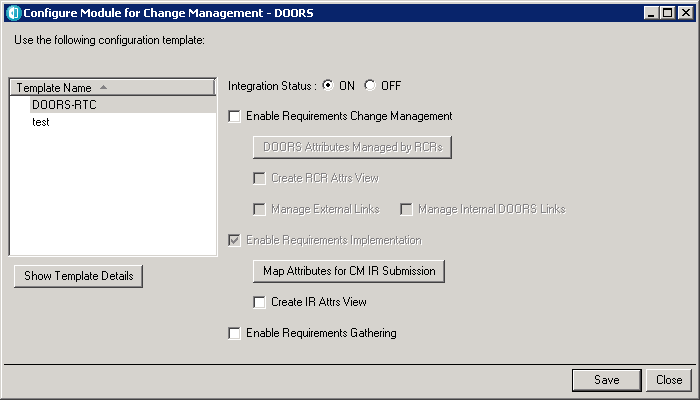 Configure Module for Change Management - DOORS
Use the following configuration template:
Template Name
DOORS-RTC
test
Show Template Details
Integration Status : ON OFF
Enable Requirements Change Management
DOORS Attributes Managed by RCRs
Create RCR Attrs View
Manage External Links Manage Internal DOORS Links
Enable Requirements Implementation
Map Attributes for CM IR Submission
Create IR Attrs View
Enable Requirements Gathering
Save Close